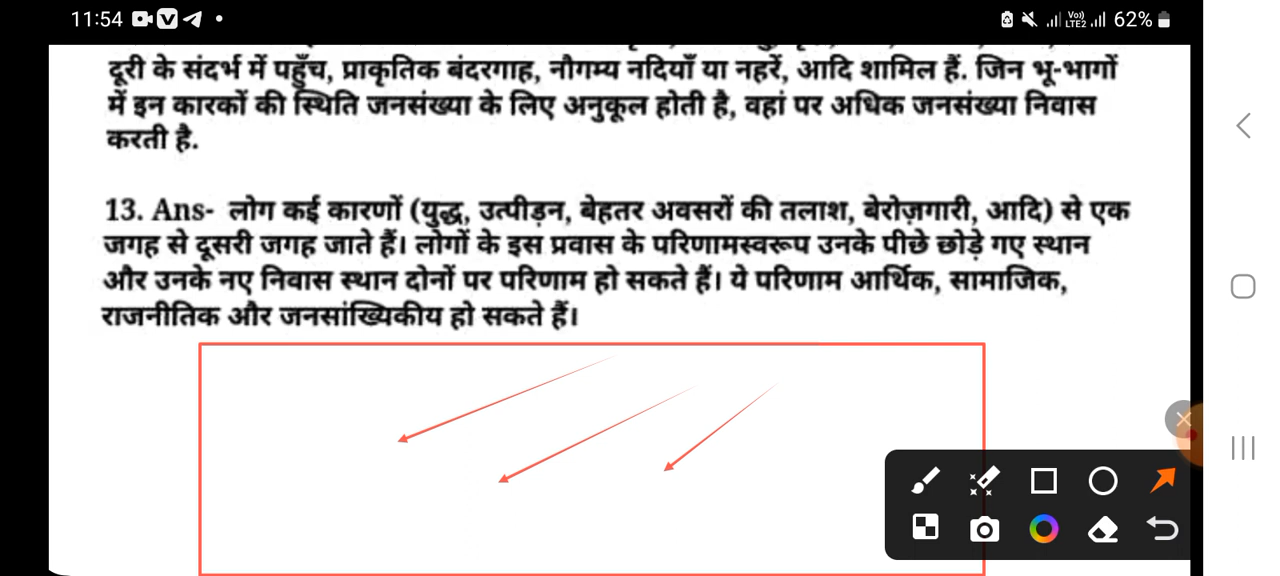 11:54
Vo)) LTE2 62%
दूरी के संदर्भ में पहुँच, प्राकृतिक बंदरगाह, नौगम्य नदियाँ या नहरें, आदि शामिल हैं. जिन भू-भागों
में इन कारकों की स्थिति जनसंख्या के लिए अनुकूल होती है, वहां पर अधिक जनसंख्या निवास
करती है.
13. Ans- लोग कई कारणों (युद्ध, उत्पीड़न, बेहतर अवसरों की तलाश, बेरोज़गारी, आदि) से एक
जगह से दूसरी जगह जाते हैं। लोगों के इस प्रवास के परिणामस्वरूप उनके पीछे छोड़े गए स्थान
और उनके नए निवास स्थान दोनों पर परिणाम हो सकते हैं। ये परिणाम आर्थिक, सामाजिक,
राजनीतिक और जनसांख्यिकीय हो सकते हैं।